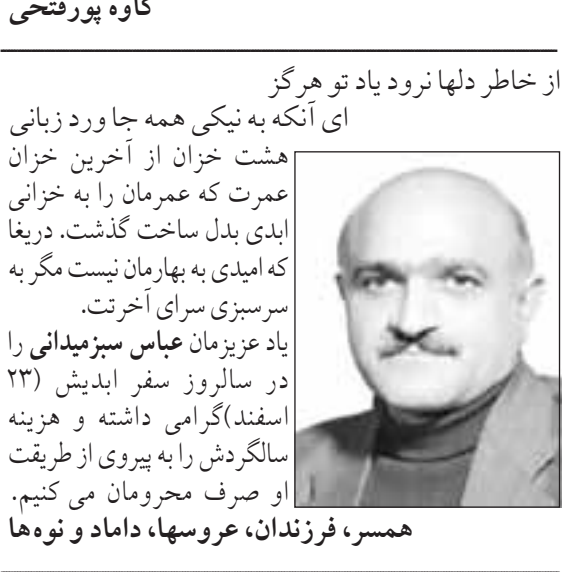 کاوه پورفتحی
از خاطر دلها نرود یاد تو هرگز
ای آنکه به نیکی همه جا ورد زبانی
هشت خزان از آخرین خزان
عمرت که عمرمان را به خزانی
ابدی بدل ساخت گذشت. دریغا
که امیدی به بهارمان نیست مگر به
سرسبزی سرای آخرتت.
یاد عزیزمان عباس سبزمیدانی را
در سالروز سفر ابدیش (۲۳
اسفند)گرامی داشته و هزینه
سالگردش را به پیروی از طریقت
او صرف محرومان می کنیم.
همسر، فرزندان، عروسها، داماد و نوه‌ها